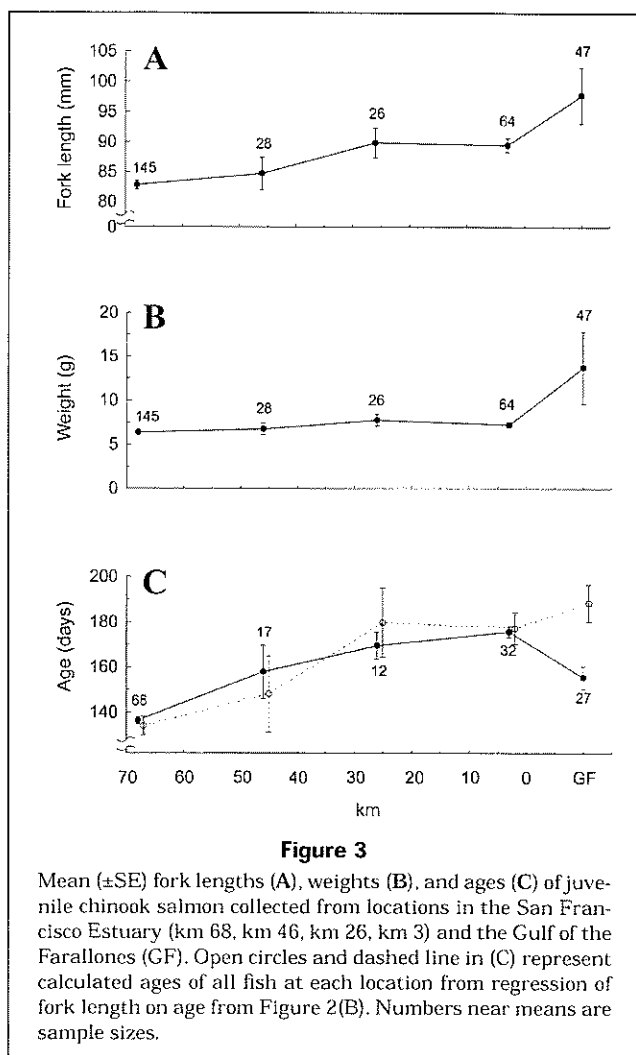 A
Fork length (mm)
105
100
95
90
85
80
0
145
28
26
64
47
B
Weight (g)
20
15
10
5
0
145
28
26
64
47
C
Age (days)
200
180
160
140
0
66
17
12
32
27
70 60 50 40 30 20 10 0 GF
km
Figure 3
Mean (±SE) fork lengths (A), weights (B), and ages (C) of juve-
nile chinook salmon collected from locations in the San Fran-
cisco Estuary (km 68, km 46, km 26, km 3) and the Gulf of the
Farallones (GF). Open circles and dashed line in (C) represent
calculated ages of all fish at each location from regression of
fork length on age from Figure 2(B). Numbers near means are
sample sizes.